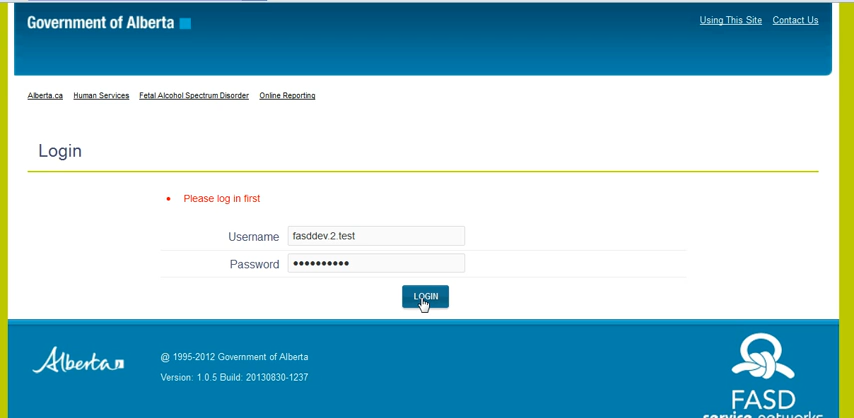 Government of Alberta
Using This Site Contact Us
Alberta.ca Human Services Fetal Alcohol Spectrum Disorder Online Reporting
Login
Please log in first
Username fasddev.2.test
Password ••••••••••
LOGIN
Alberta
@ 1995-2012 Government of Alberta
Version: 1.0.5 Build: 20130830-1237
FASD
service networks